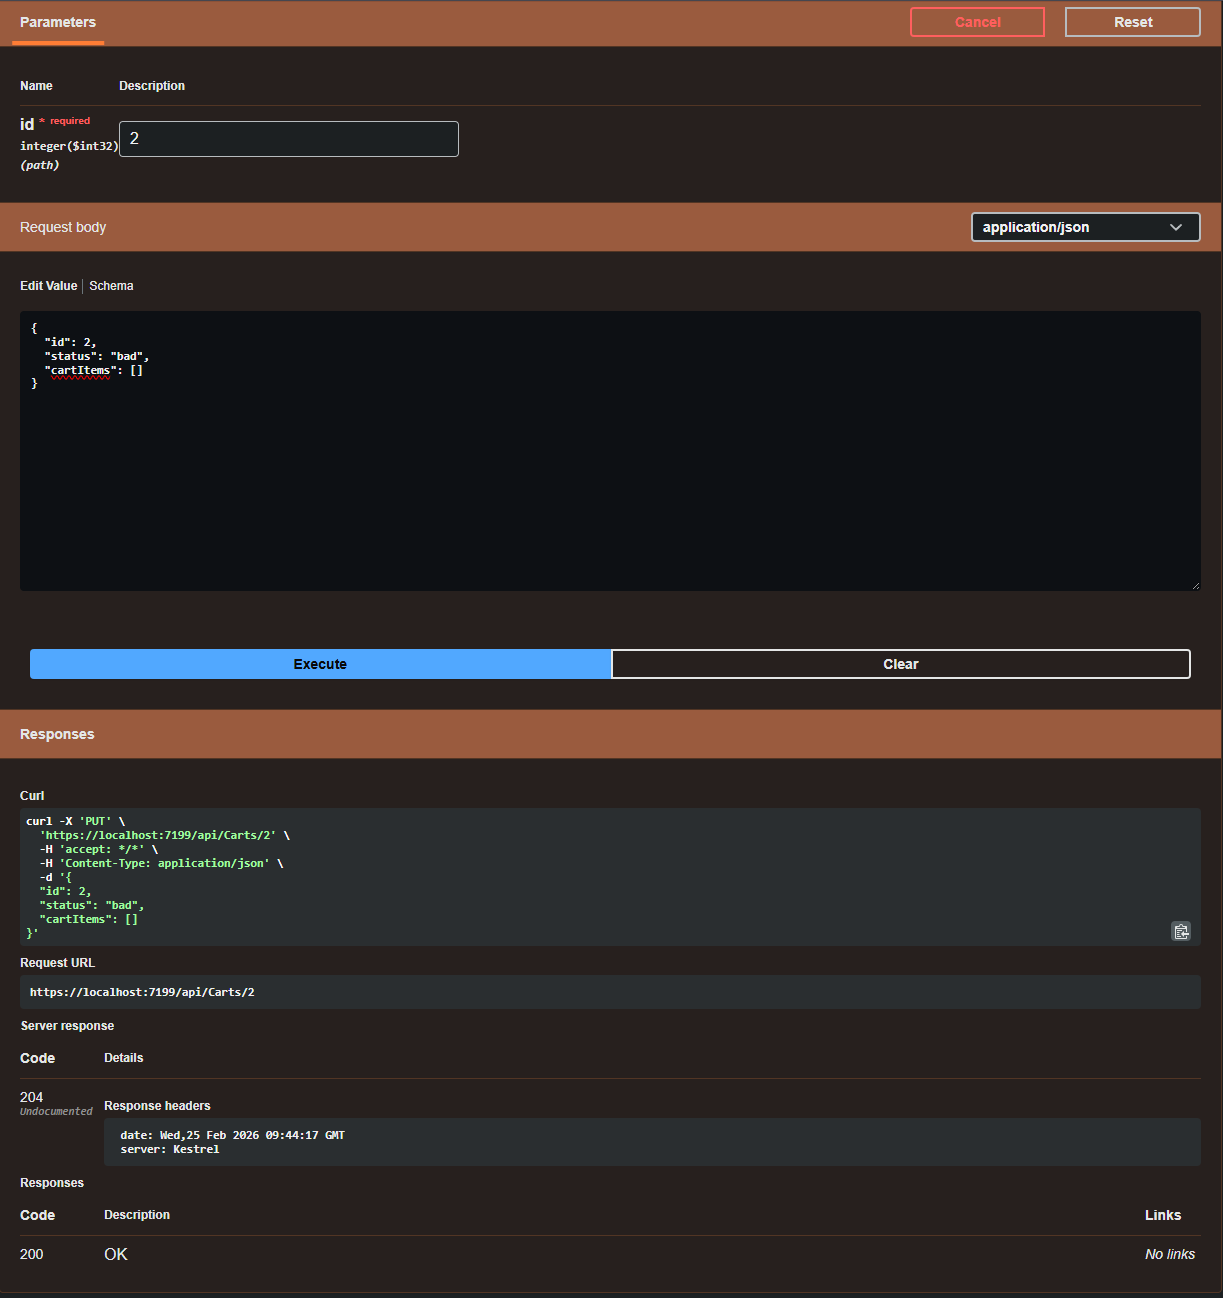 Parameters
Cancel
Reset
Name
Description
id * required
integer($int32)
(path)
2
Request body
application/json
Edit Value
Schema
{
  "id": 2,
  "status": "bad",
  "cartItems": []
}
Execute
Clear
Responses
Curl
curl -X 'PUT' \
  'https://localhost:7199/api/Carts/2' \
  -H 'accept: */*' \
  -H 'Content-Type: application/json' \
  -d '{
  "id": 2,
  "status": "bad",
  "cartItems": []
}'
Request URL
https://localhost:7199/api/Carts/2
Server response
Code
Details
204
Undocumented
Response headers
date: Wed,25 Feb 2026 09:44:17 GMT
server: Kestrel
Responses
Code
Description
Links
200
OK
No links